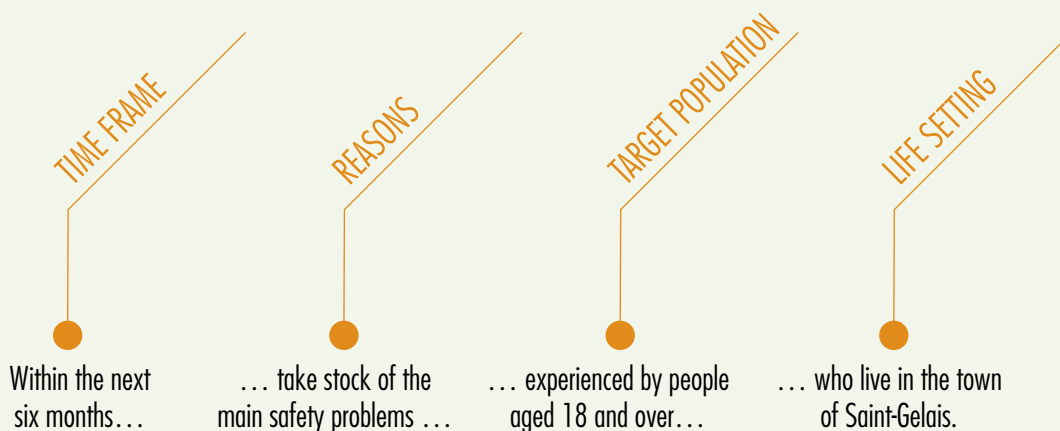 TIME FRAME
REASONS
TARGET POPULATION
LIFE SETTING
Within the next
six months…
… take stock of the
main safety problems …
… experienced by people
aged 18 and over…
… who live in the town
of Saint-Gelais.